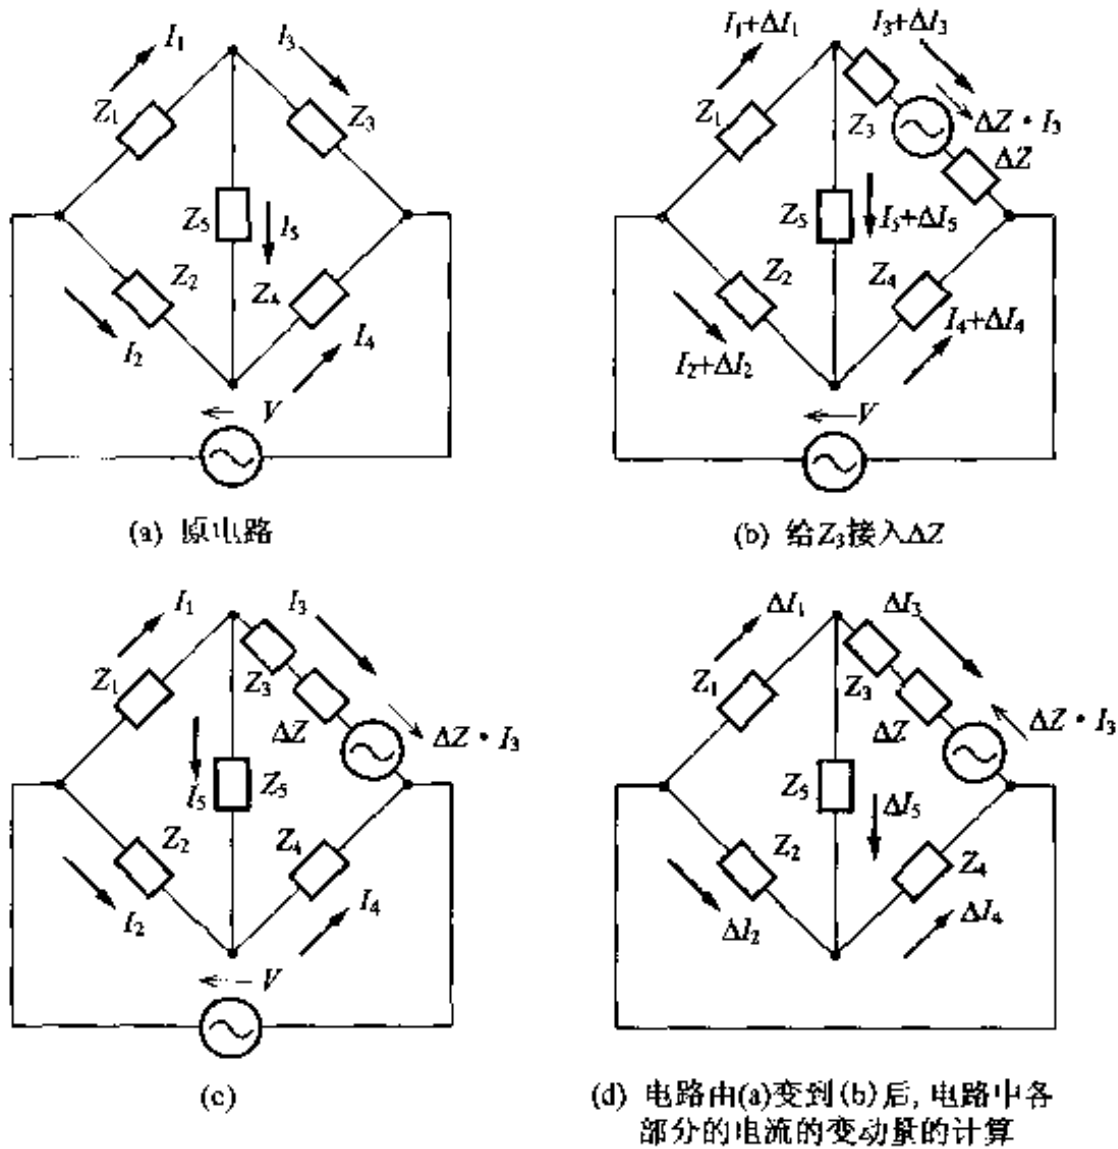 I₁
I₃
Z₁
Z₃
Z₅
I₅
Z₂
Z₄
I₂
I₄
V
(a) 原电路
I₁+ΔI₁
I₃+ΔI₃
Z₁
Z₃
ΔZ・I₃
ΔZ
Z₅
I₅+ΔI₅
Z₂
Z₄
I₂+ΔI₂
I₄+ΔI₄
V
(b) 给Z₃接入ΔZ
I₁
I₃
Z₁
Z₃
ΔZ
ΔZ・I₃
I₅
Z₅
Z₂
Z₄
I₂
I₄
V
(c)
ΔI₁
ΔI₃
Z₁
Z₃
ΔZ
ΔZ・I₃
Z₅
ΔI₅
Z₂
Z₄
ΔI₂
ΔI₄
(d) 电路由(a)变到(b)后, 电路中各
部分的电流的变动量的计算